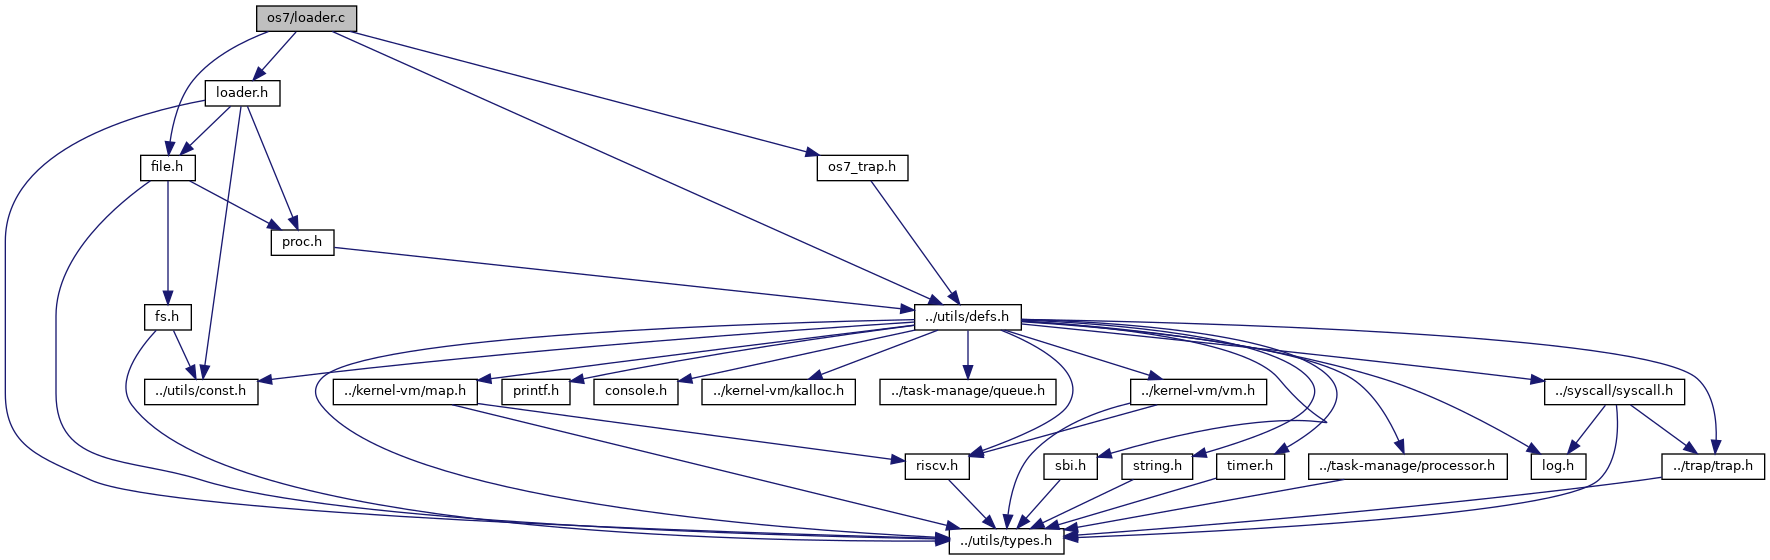 os7/loader.c
loader.h
file.h
os7_trap.h
proc.h
fs.h
../utils/defs.h
../utils/const.h
../kernel-vm/map.h
printf.h
console.h
../kernel-vm/kalloc.h
../task-manage/queue.h
../kernel-vm/vm.h
../syscall/syscall.h
riscv.h
sbi.h
string.h
timer.h
../task-manage/processor.h
log.h
../trap/trap.h
../utils/types.h